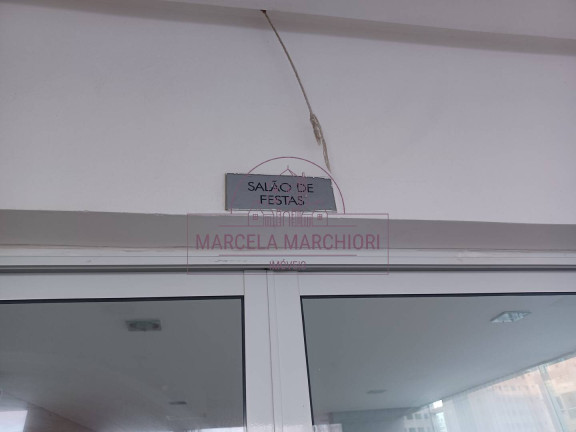 SALÃO DE
FESTAS
MARCELA MARCHIORI
IMÓVEIS